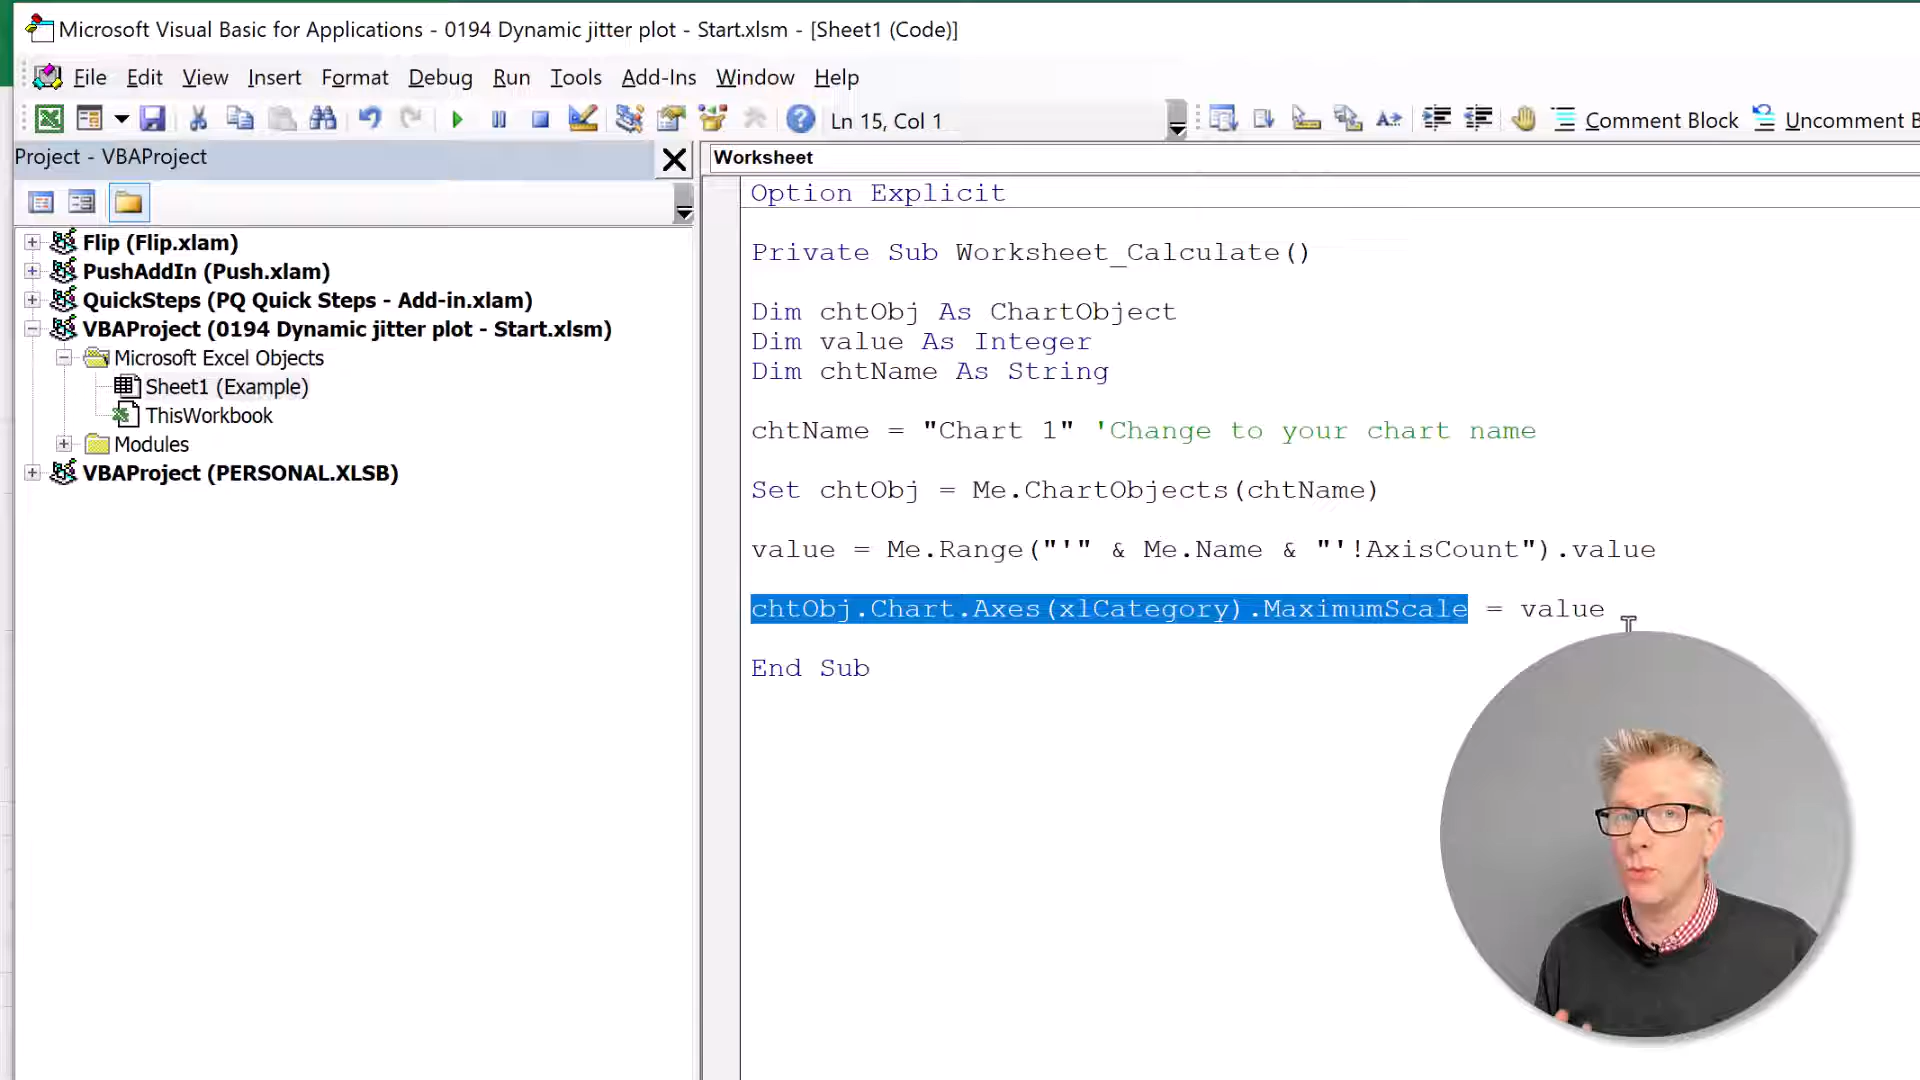 Microsoft Visual Basic for Applications - 0194 Dynamic jitter plot - Start.xlsm - [Sheet1 (Code)]
File Edit View Insert Format Debug Run Tools Add-Ins Window Help
Ln 15, Col 1
Comment Block
Uncomment B
Project - VBAProject
Flip (Flip.xlam)
PushAddIn (Push.xlam)
QuickSteps (PQ Quick Steps - Add-in.xlam)
VBAProject (0194 Dynamic jitter plot - Start.xlsm)
Microsoft Excel Objects
Sheet1 (Example)
ThisWorkbook
Modules
VBAProject (PERSONAL.XLSB)
Worksheet
Option Explicit
Private Sub Worksheet_Calculate()
Dim chtObj As ChartObject
Dim value As Integer
Dim chtName As String
chtName = "Chart 1" 'Change to your chart name
Set chtObj = Me.ChartObjects(chtName)
value = Me.Range("'" & Me.Name & "'!AxisCount").value
chtObj.Chart.Axes(xlCategory).MaximumScale = value
End Sub